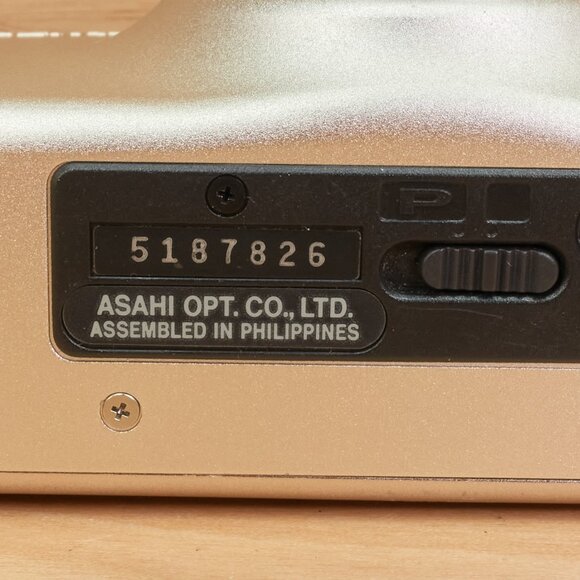 P
5187826
ASAHI OPT. CO., LTD.
ASSEMBLED IN PHILIPPINES